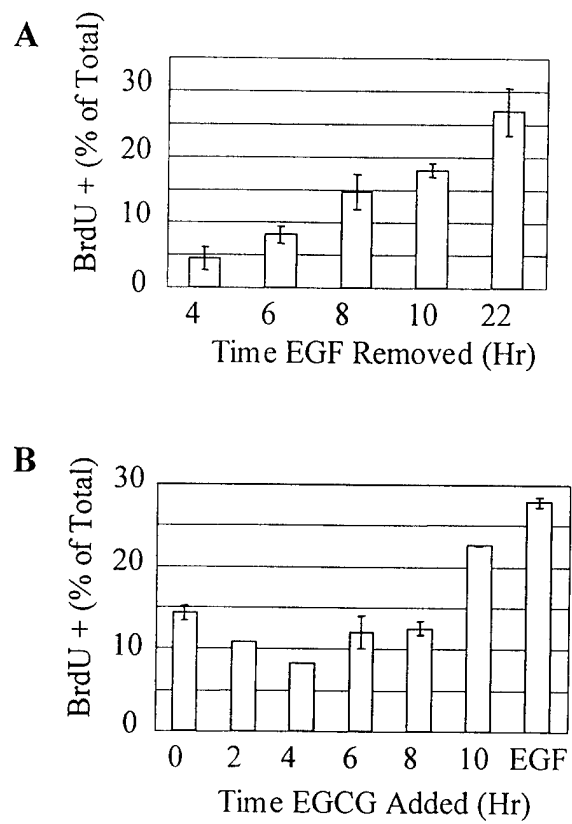 A
BrdU + (% of Total)
30
20
10
0
4 6 8 10 22
Time EGF Removed (Hr)
B
BrdU + (% of Total)
30
20
10
0
0 2 4 6 8 10 EGF
Time EGCG Added (Hr)